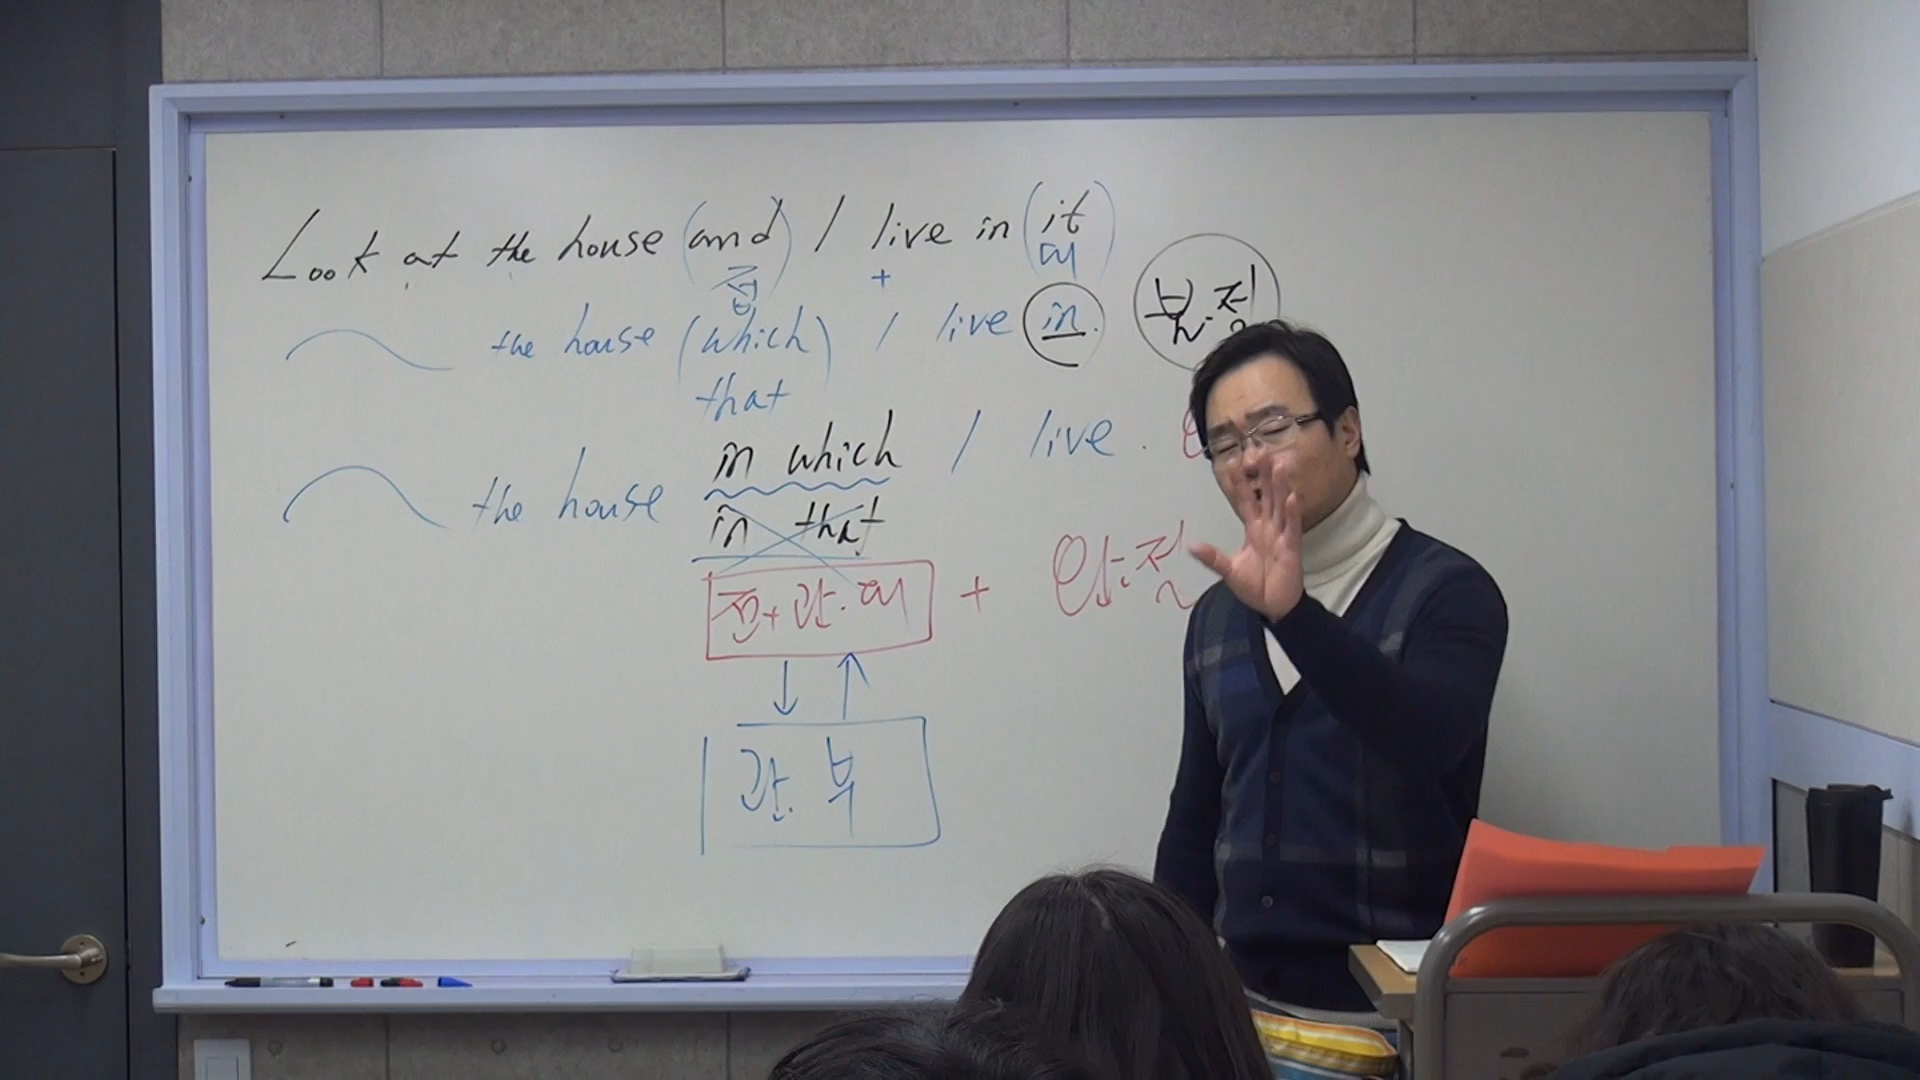 Look at the house (and) I live in (it)
접 + 대
the house (which) I live in. 불.전
that
in which I live.
the house
in that
전+관.대 + 완.절
관.부